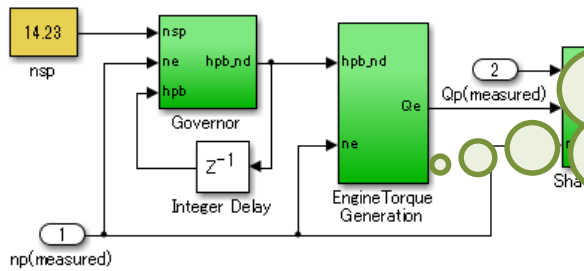 14.23
nsp
nsp
ne
hpb_nd
hpb
Governor
Z-1
Integer Delay
hpb_nd
Qe
ne
EngineTorque
Generation
2
Qp(measured)
Sha
1
np(measured)